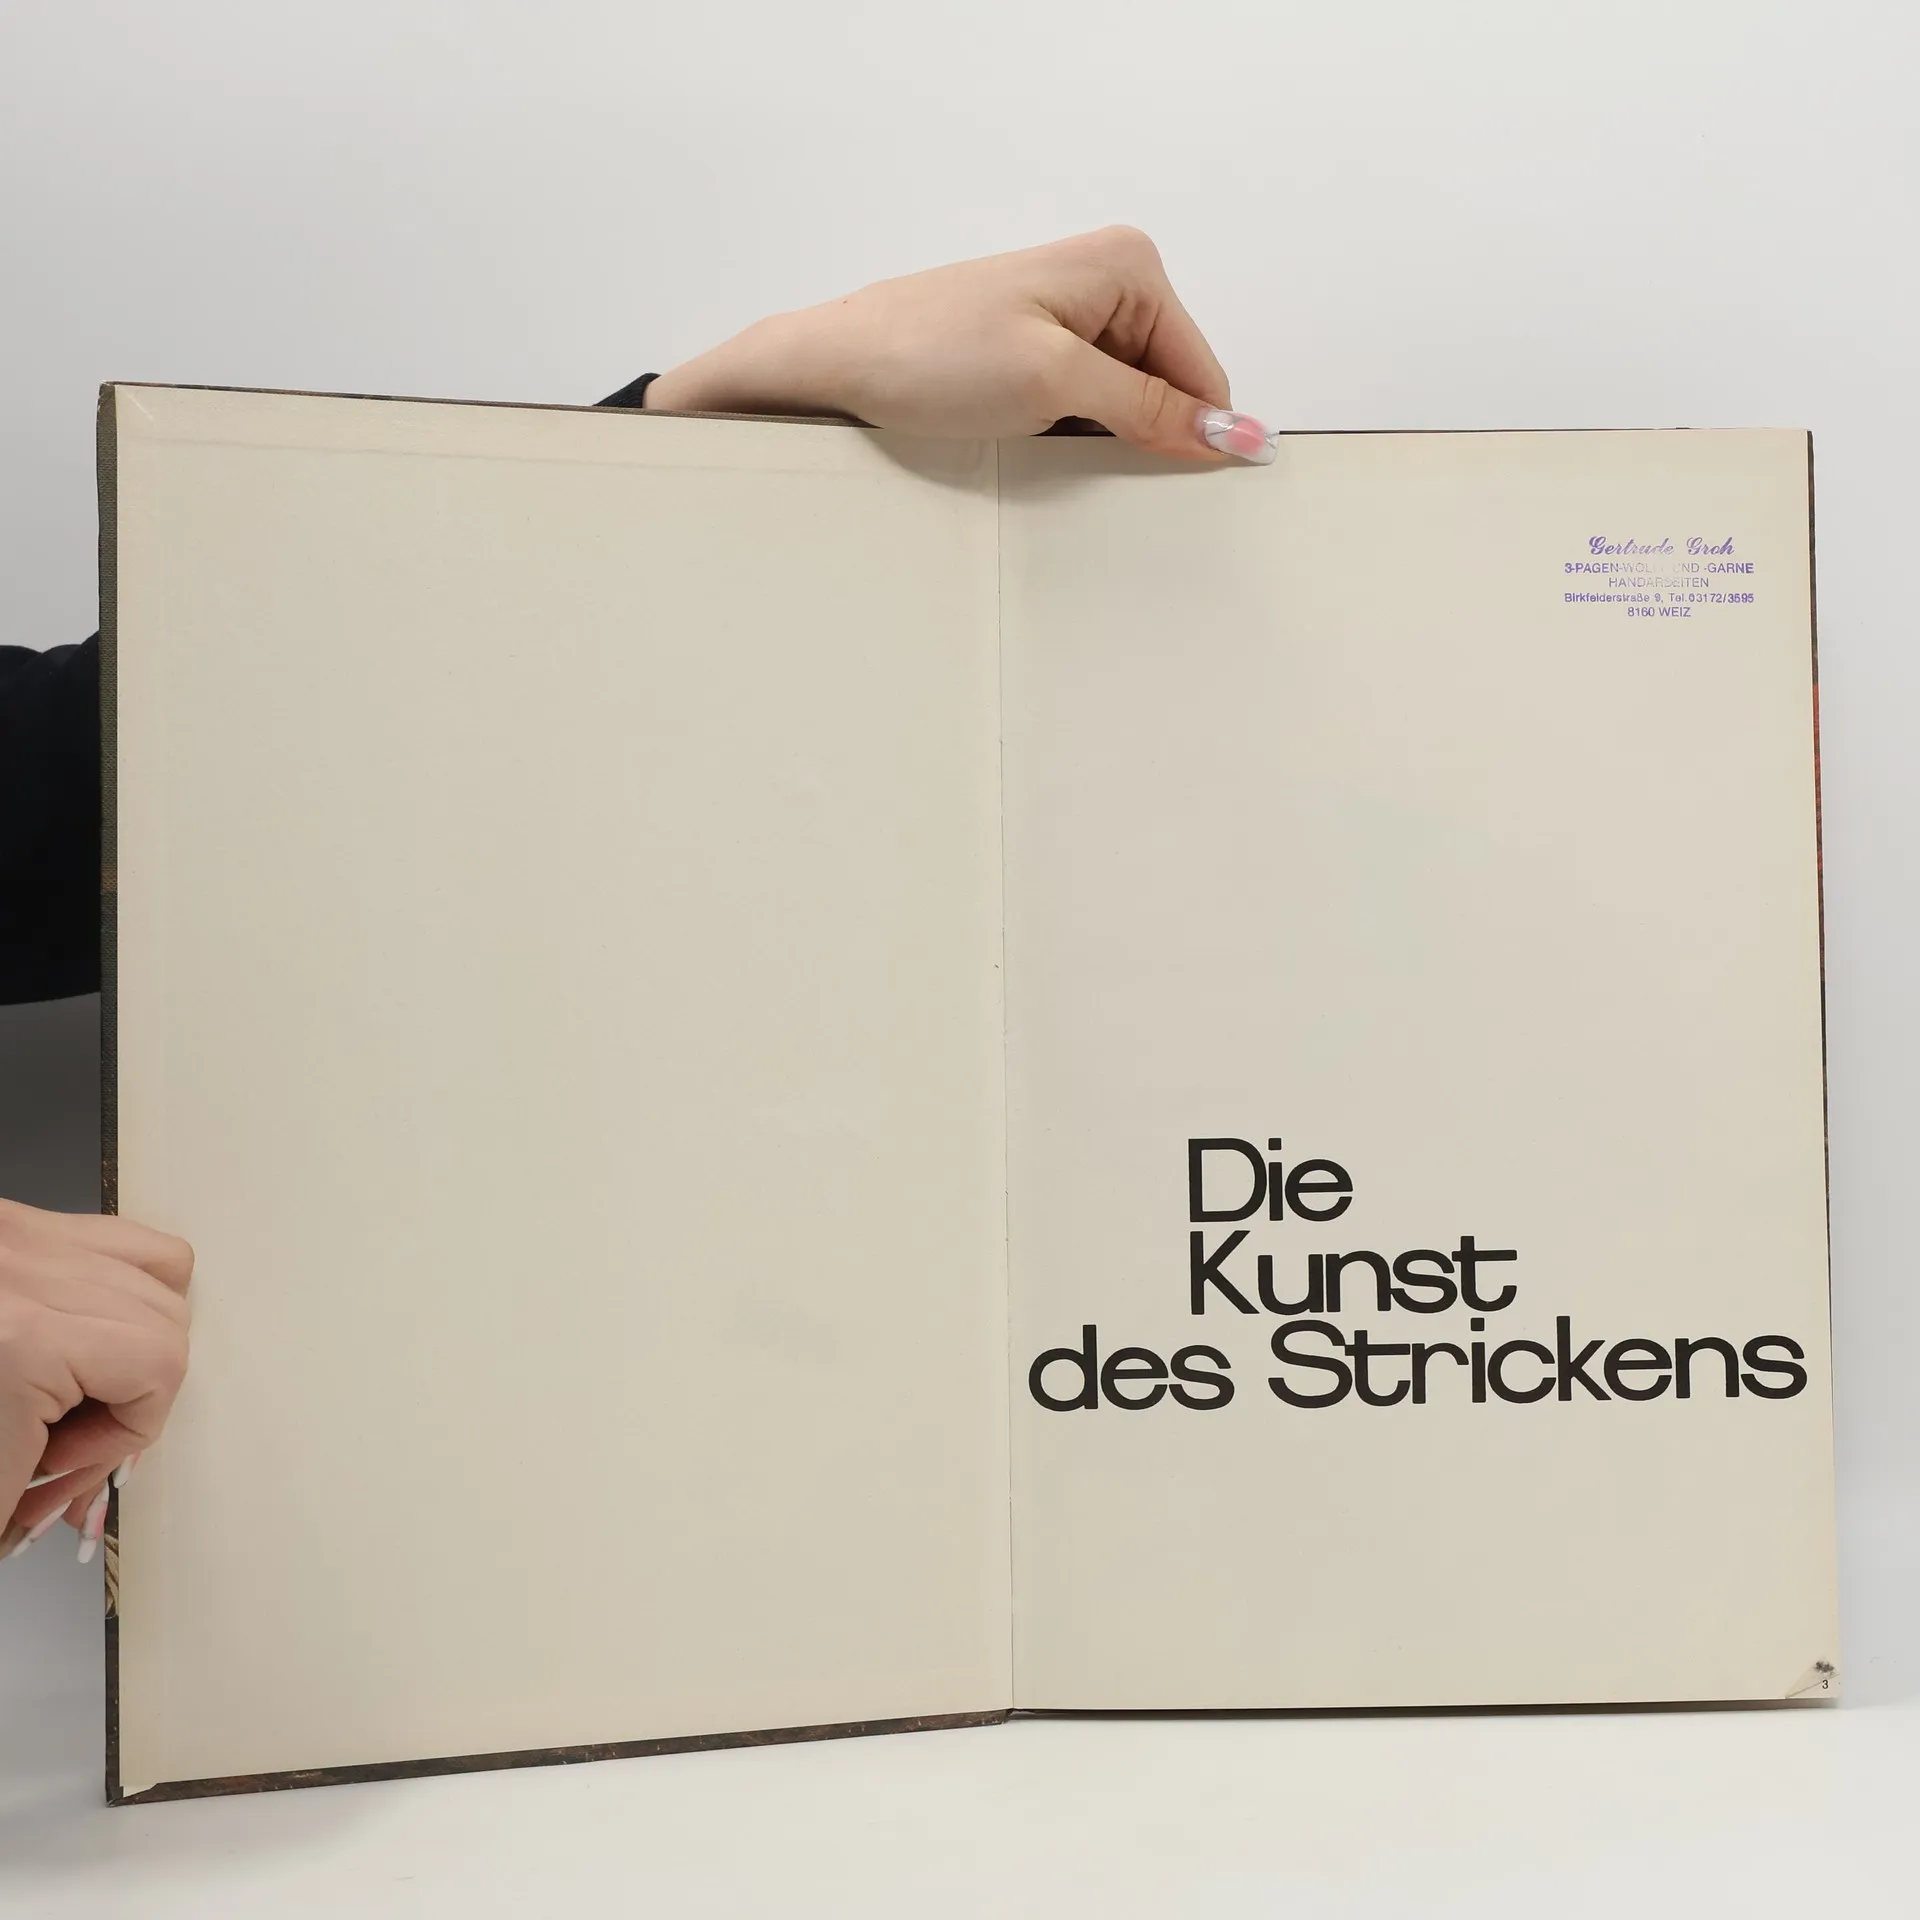 Gertrude Groh
3-PAGEN-WOLL- UND -GARNE
HANDARBEITEN
Birkfelderstraße 9, Tel.03172/3595
8160 WEIZ
Die
Kunst
des Strickens
3